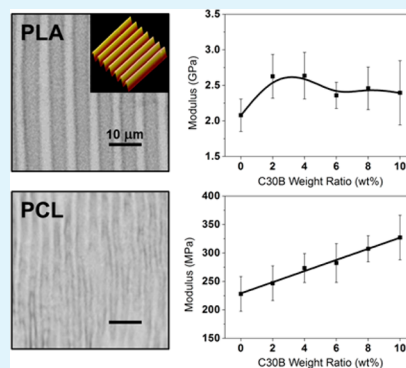 PLA
10 μm
Modulus (GPa)
3.5
3.0
2.5
2.0
1.5
0 2 4 6 8 10
C30B Weight Ratio (wt%)
PCL
Modulus (MPa)
400
350
300
250
200
150
0 2 4 6 8 10
C30B Weight Ratio (wt%)